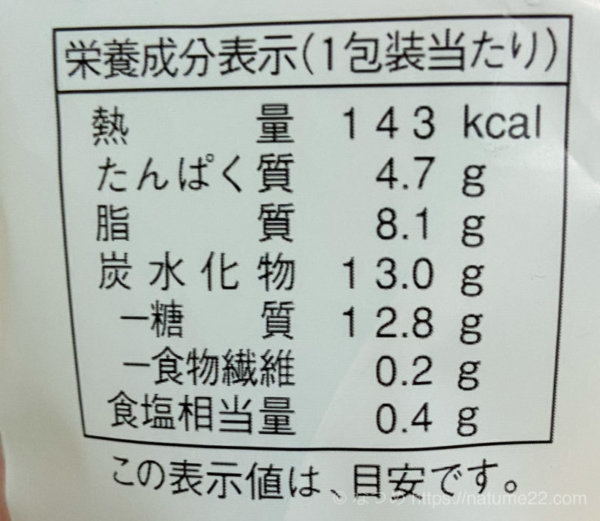 栄養成分表示(1包装当たり)
熱量 143 kcal
たんぱく質 4.7 g
脂質 8.1 g
炭水化物 13.0 g
－糖質 12.8 g
－食物繊維 0.2 g
食塩相当量 0.4 g
この表示値は、目安です。
https://natume22.com